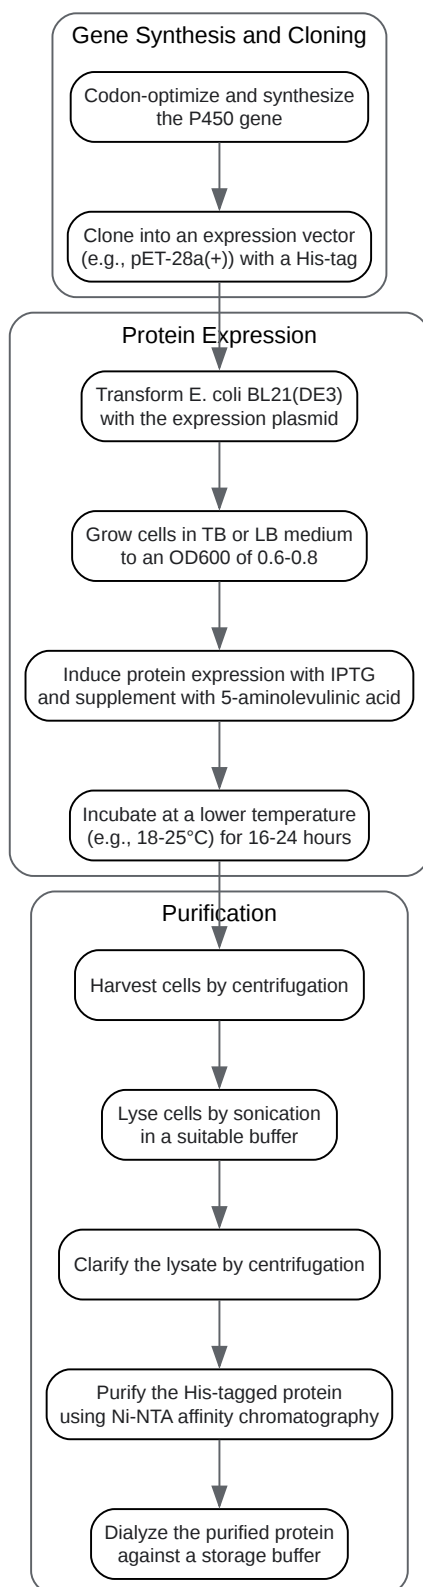 Gene Synthesis and Cloning
Codon-optimize and synthesize
the P450 gene
Clone into an expression vector
(e.g., pET-28a(+)) with a His-tag
Protein Expression
Transform E. coli BL21(DE3)
with the expression plasmid
Grow cells in TB or LB medium
to an OD600 of 0.6-0.8
Induce protein expression with IPTG
and supplement with 5-aminolevulinic acid
Incubate at a lower temperature
(e.g., 18-25°C) for 16-24 hours
Purification
Harvest cells by centrifugation
Lyse cells by sonication
in a suitable buffer
Clarify the lysate by centrifugation
Purify the His-tagged protein
using Ni-NTA affinity chromatography
Dialyze the purified protein
against a storage buffer